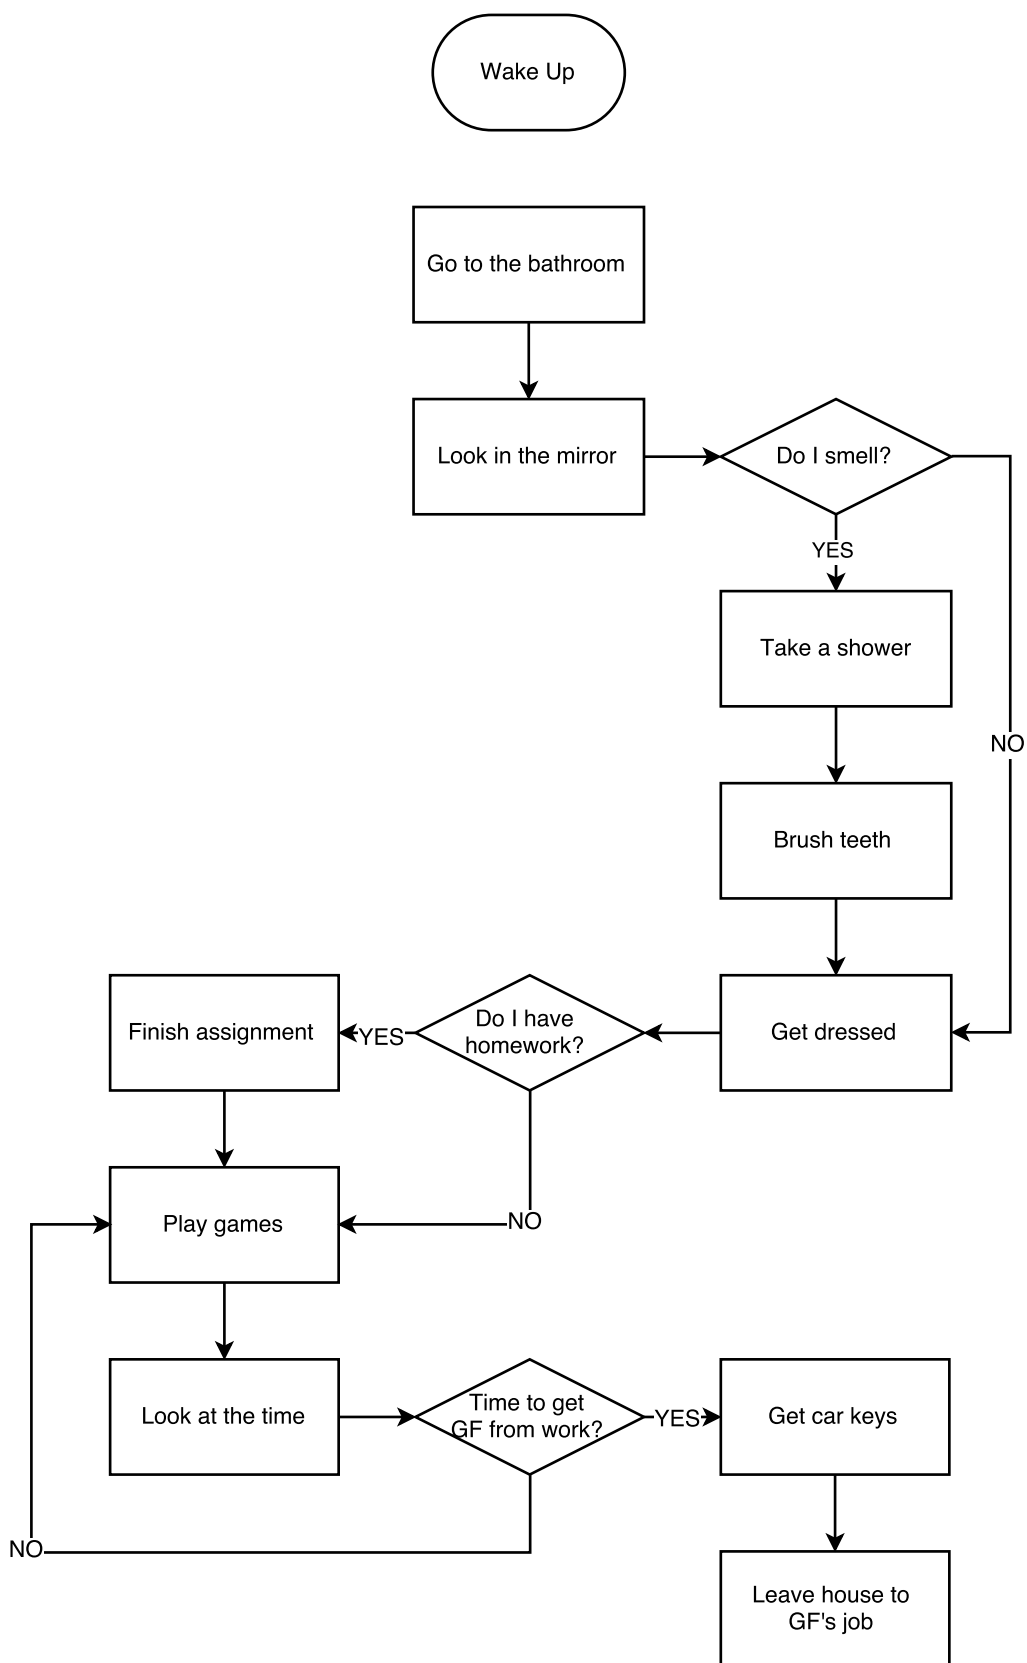 Wake Up
Go to the bathroom
Look in the mirror
Do I smell?
YES
Take a shower
NO
Brush teeth
Get dressed
Do I have
homework?
YES
Finish assignment
NO
Play games
Look at the time
Time to get
GF from work?
YES
Get car keys
NO
Leave house to
GF's job